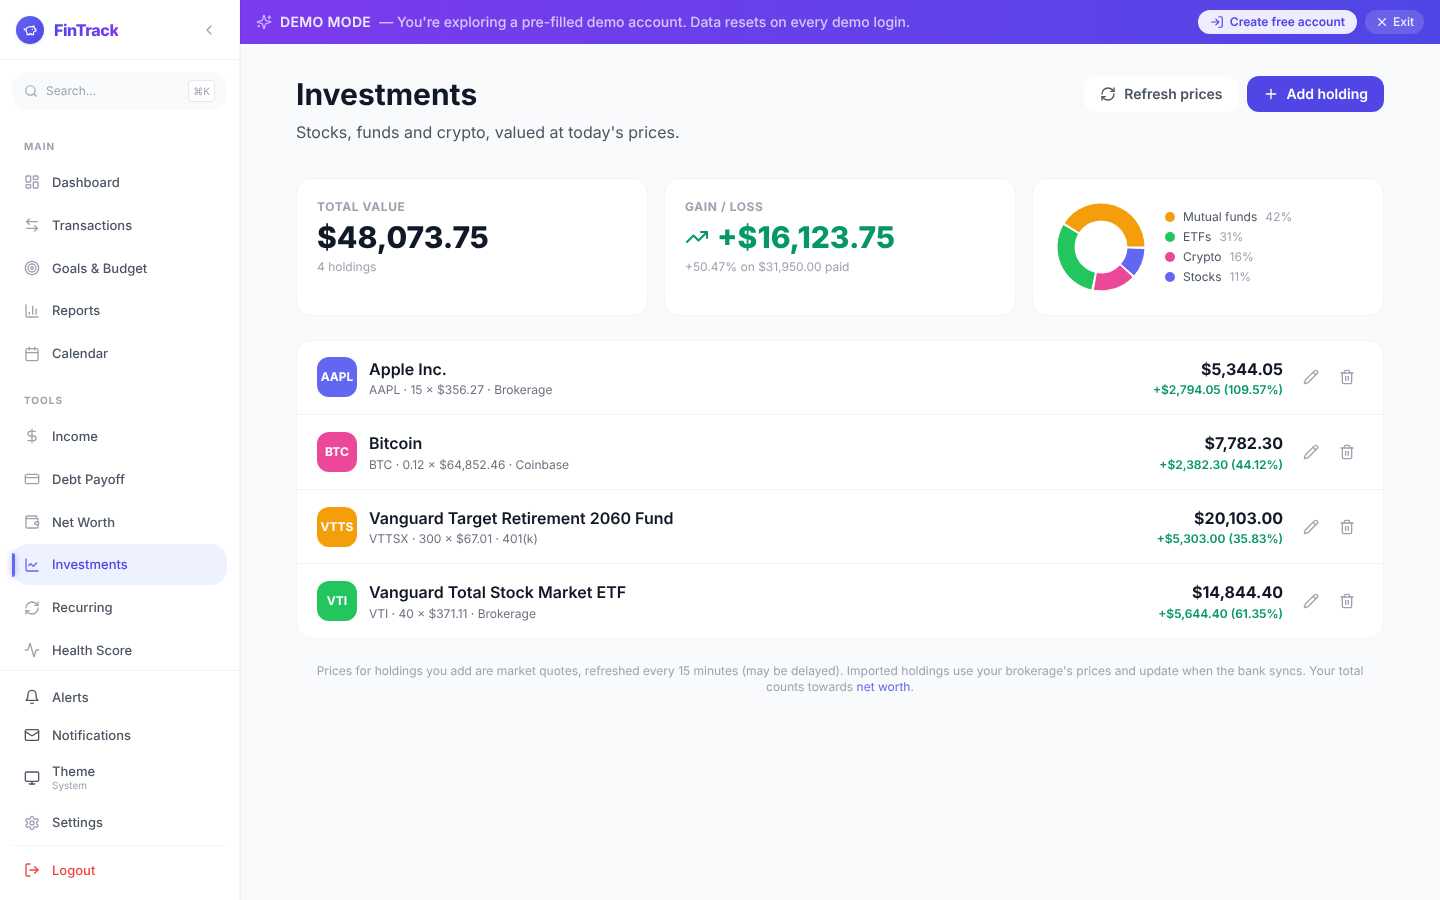 FinTrack
Search...
⌘K
MAIN
Dashboard
Transactions
Goals & Budget
Reports
Calendar
TOOLS
Income
Debt Payoff
Net Worth
Investments
Recurring
Health Score
Alerts
Notifications
Theme
System
Settings
Logout
DEMO MODE — You're exploring a pre-filled demo account. Data resets on every demo login.
Create free account
Exit
Investments
Stocks, funds and crypto, valued at today's prices.
Refresh prices
Add holding
TOTAL VALUE
$48,073.75
4 holdings
GAIN / LOSS
+$16,123.75
+50.47% on $31,950.00 paid
Mutual funds 42%
ETFs 31%
Crypto 16%
Stocks 11%
AAPL
Apple Inc.
AAPL · 15 × $356.27 · Brokerage
$5,344.05
+$2,794.05 (109.57%)
BTC
Bitcoin
BTC · 0.12 × $64,852.46 · Coinbase
$7,782.30
+$2,382.30 (44.12%)
VTTS
Vanguard Target Retirement 2060 Fund
VTTSX · 300 × $67.01 · 401(k)
$20,103.00
+$5,303.00 (35.83%)
VTI
Vanguard Total Stock Market ETF
VTI · 40 × $371.11 · Brokerage
$14,844.40
+$5,644.40 (61.35%)
Prices for holdings you add are market quotes, refreshed every 15 minutes (may be delayed). Imported holdings use your brokerage's prices and update when the bank syncs. Your total
counts towards net worth.